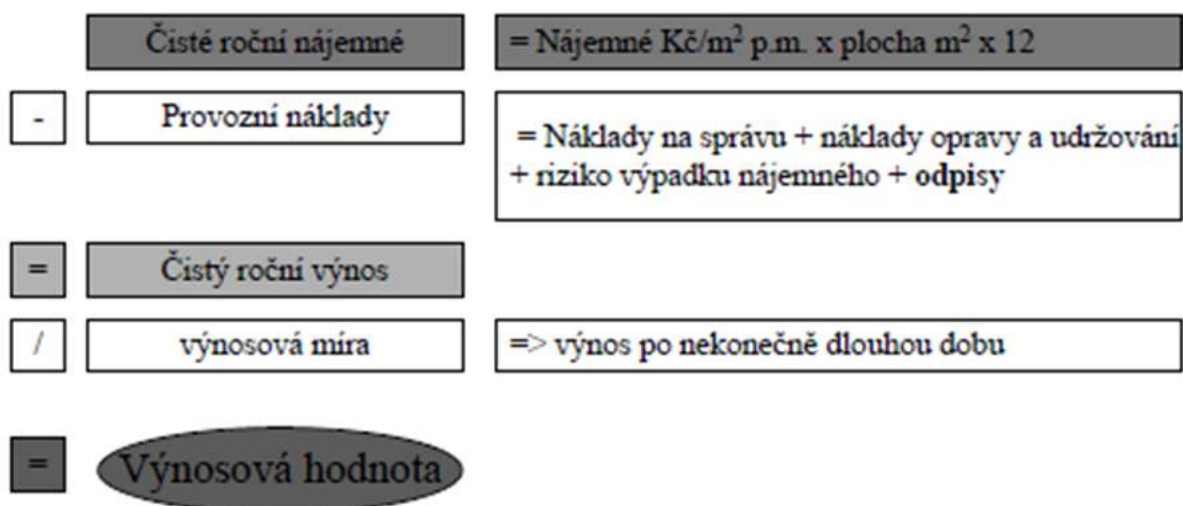 Čisté roční nájemné
= Nájemné Kč/m² p.m. x plocha m² x 12
-
Provozní náklady
= Náklady na správu + náklady opravy a udržování
+ riziko výpadku nájemného + odpisy
=
Čistý roční výnos
/
výnosová míra
=> výnos po nekonečně dlouhou dobu
=
Výnosová hodnota